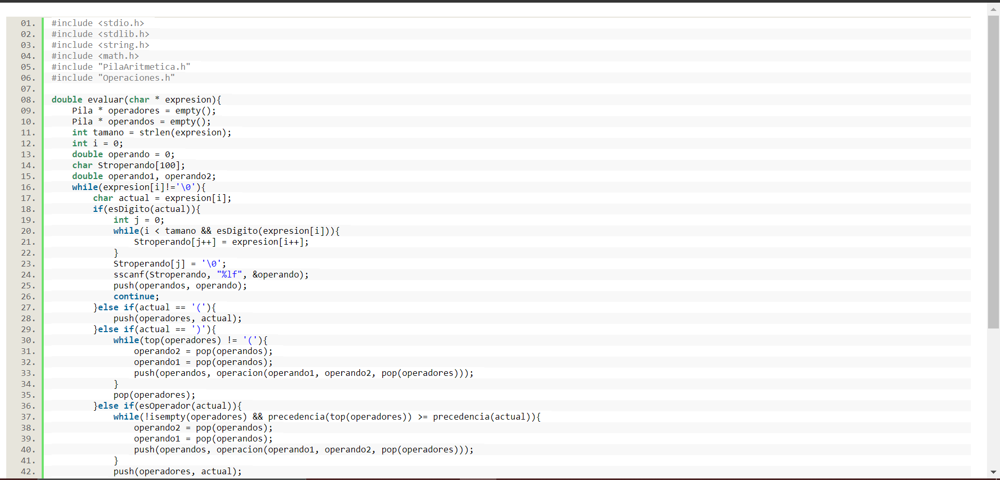 01. #include <stdio.h>
02. #include <stdlib.h>
03. #include <string.h>
04. #include <math.h>
05. #include "PilaAritmetica.h"
06. #include "Operaciones.h"
07.
08. double evaluar(char * expresion){
09.     Pila * operadores = empty();
10.     Pila * operandos = empty();
11.     int tamano = strlen(expresion);
12.     int i = 0;
13.     double operando = 0;
14.     char Stroperando[100];
15.     double operando1, operando2;
16.     while(expresion[i]!='\0'){
17.         char actual = expresion[i];
18.         if(esDigito(actual)){
19.             int j = 0;
20.             while(i < tamano && esDigito(expresion[i])){
21.                 Stroperando[j++] = expresion[i++];
22.             }
23.             Stroperando[j] = '\0';
24.             sscanf(Stroperando, "%lf", &operando);
25.             push(operandos, operando);
26.             continue;
27.         }else if(actual == '('){
28.             push(operadores, actual);
29.         }else if(actual == ')'){
30.             while(top(operadores) != '('){
31.                 operando2 = pop(operandos);
32.                 operando1 = pop(operandos);
33.                 push(operandos, operacion(operando1, operando2, pop(operadores)));
34.             }
35.             pop(operadores);
36.         }else if(esOperador(actual)){
37.             while(!isempty(operadores) && precedencia(top(operadores)) >= precedencia(actual)){
38.                 operando2 = pop(operandos);
39.                 operando1 = pop(operandos);
40.                 push(operandos, operacion(operando1, operando2, pop(operadores)));
41.             }
42.             push(operadores, actual);